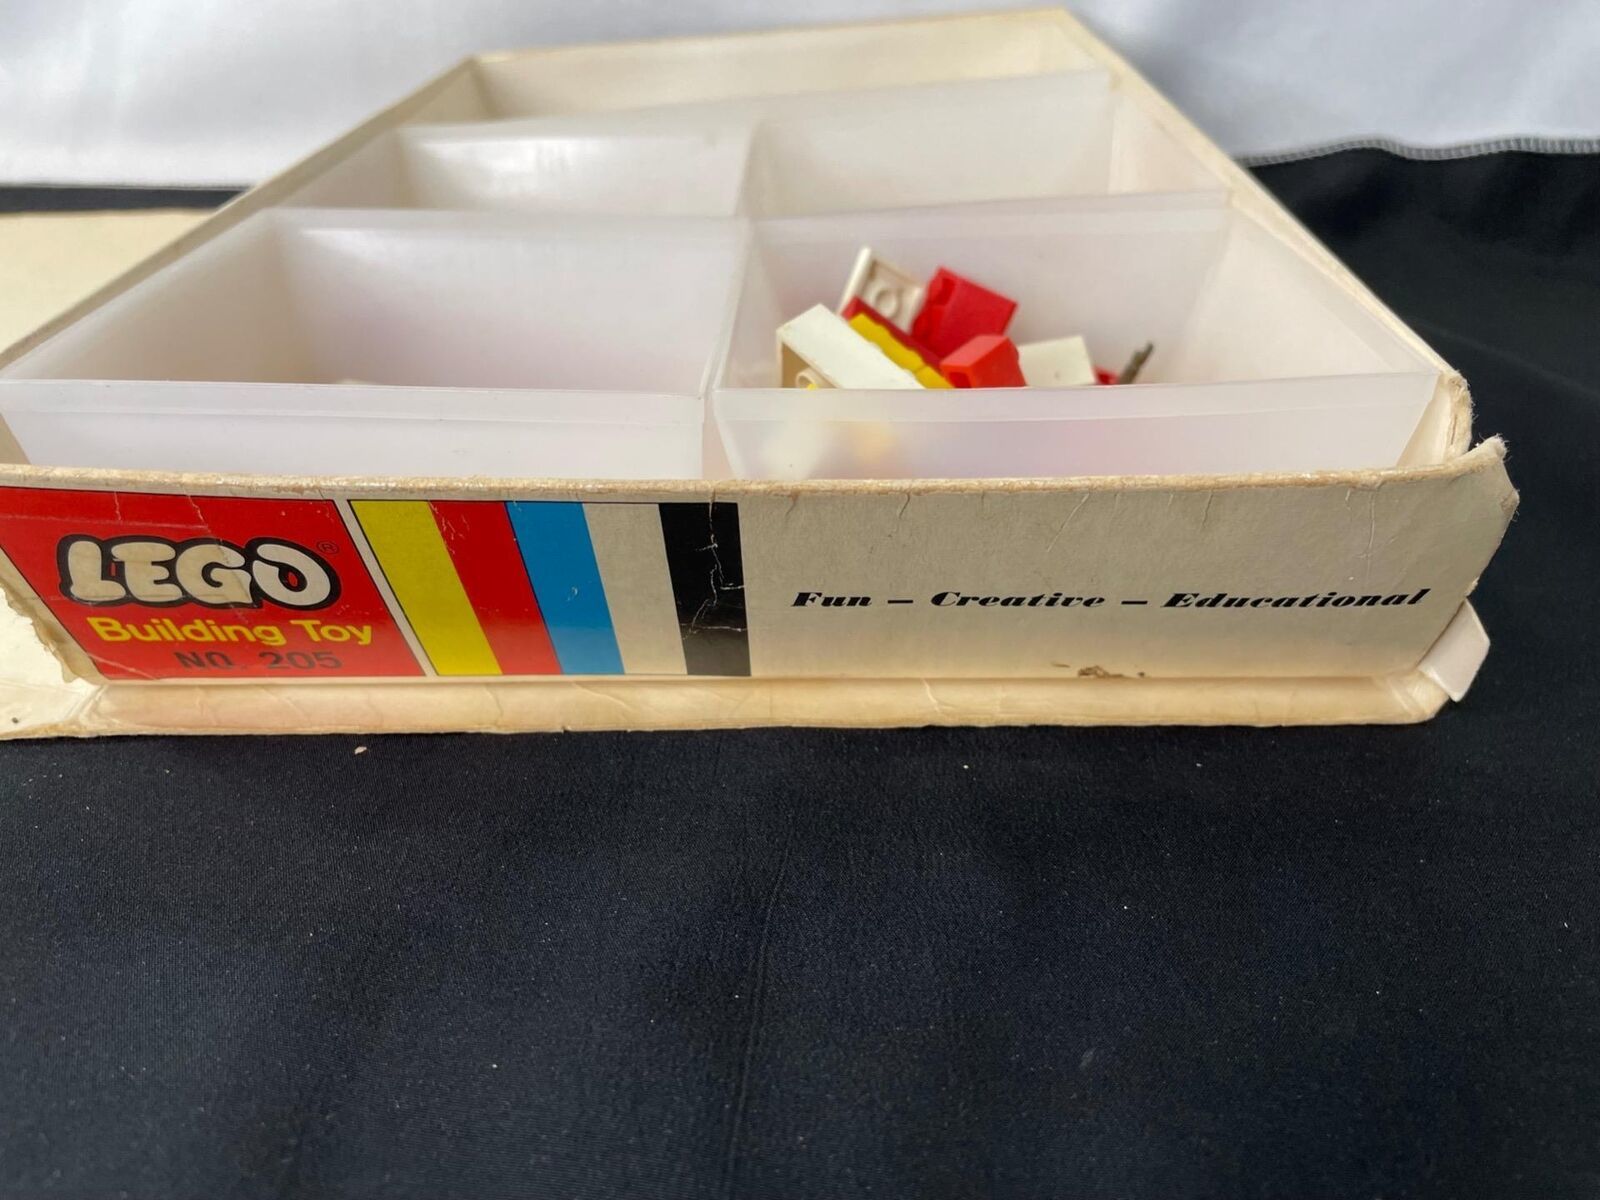 LEGO®
Building Toy
NO. 205
Fun – Creative – Educational